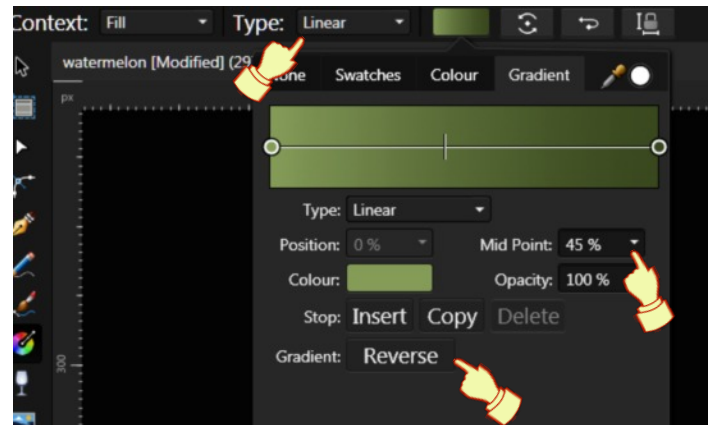 Context: Fill Type: Linear
watermelon [Modified] (29
None Swatches Colour Gradient
px
Type: Linear
Position: 0 % Mid Point: 45 %
Colour: Opacity: 100 %
Stop: Insert Copy Delete
300
Gradient: Reverse